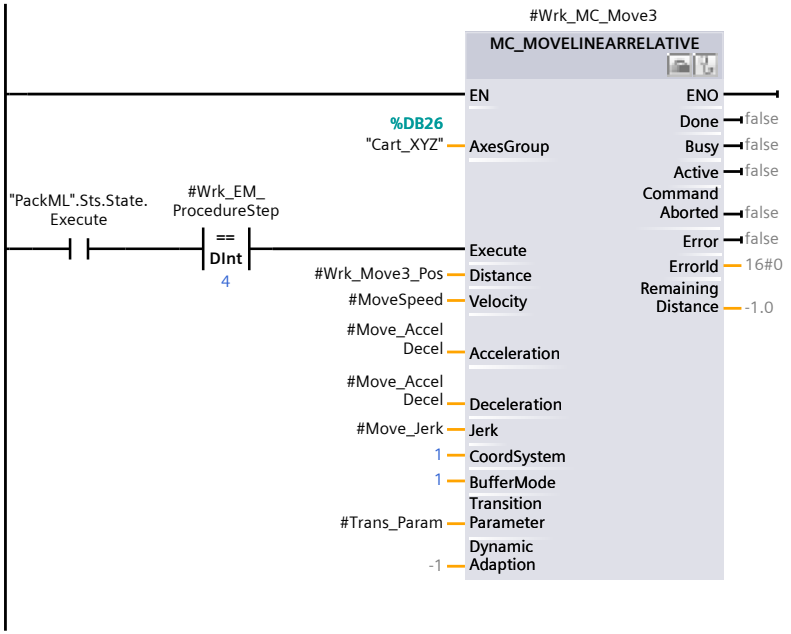 #Wrk_MC_Move3
MC_MOVELINEARRELATIVE
EN
ENO
%DB26
"Cart_XYZ"
AxesGroup
Done
false
Busy
false
Active
false
Command
Aborted
false
"PackML".Sts.State.
Execute
#Wrk_EM_
ProcedureStep
==
DInt
4
Execute
Error
false
#Wrk_Move3_Pos
Distance
ErrorId
16#0
#MoveSpeed
Velocity
Remaining
Distance
-1.0
#Move_Accel
Decel
Acceleration
#Move_Accel
Decel
Deceleration
#Move_Jerk
Jerk
1
CoordSystem
1
BufferMode
#Trans_Param
Transition
Parameter
-1
Dynamic
Adaption